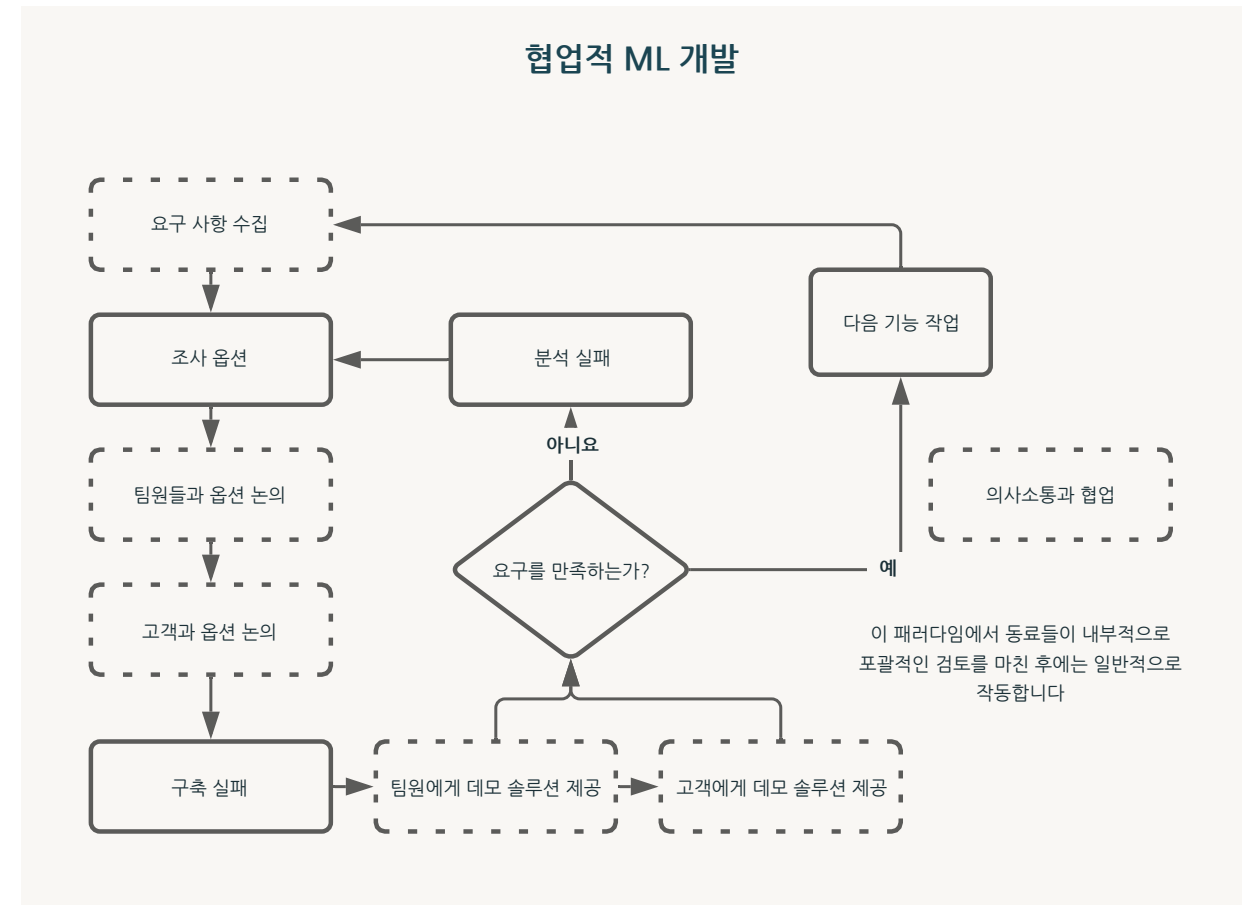 협업적 ML 개발
요구 사항 수집
조사 옵션
분석 실패
다음 기능 작업
아니요
팀원들과 옵션 논의
의사소통과 협업
요구를 만족하는가?
예
고객과 옵션 논의
이 패러다임에서 동료들이 내부적으로
포괄적인 검토를 마친 후에는 일반적으로
작동합니다
구축 실패
팀원에게 데모 솔루션 제공
고객에게 데모 솔루션 제공